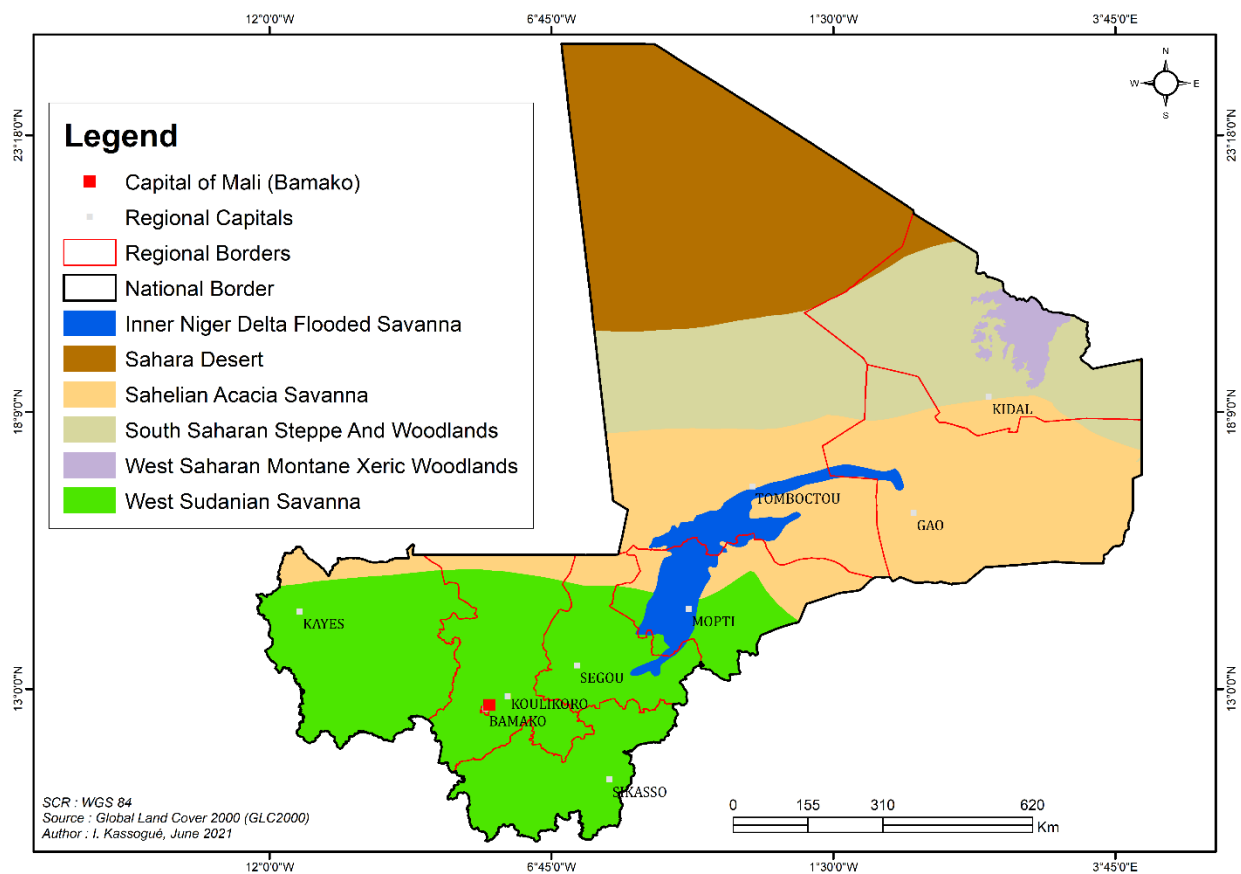 12°0'0"W 6°45'0"W 1°30'0"W 3°45'0"E
N
W E
S
23°18'0"N 23°18'0"N
Legend
Capital of Mali (Bamako)
Regional Capitals
Regional Borders
National Border
Inner Niger Delta Flooded Savanna
Sahara Desert
Sahelian Acacia Savanna
South Saharan Steppe And Woodlands
West Saharan Montane Xeric Woodlands
West Sudanian Savanna
18°9'0"N 18°9'0"N
KIDAL
TOMBOCTOU
GAO
KAYES
MOPTI
SEGOU
13°0'0"N 13°0'0"N
KOULIKORO
BAMAKO
SIKASSO
SCR : WGS 84
Source : Global Land Cover 2000 (GLC2000)
Author : I. Kassogué, June 2021
0 155 310 620
Km
12°0'0"W 6°45'0"W 1°30'0"W 3°45'0"E